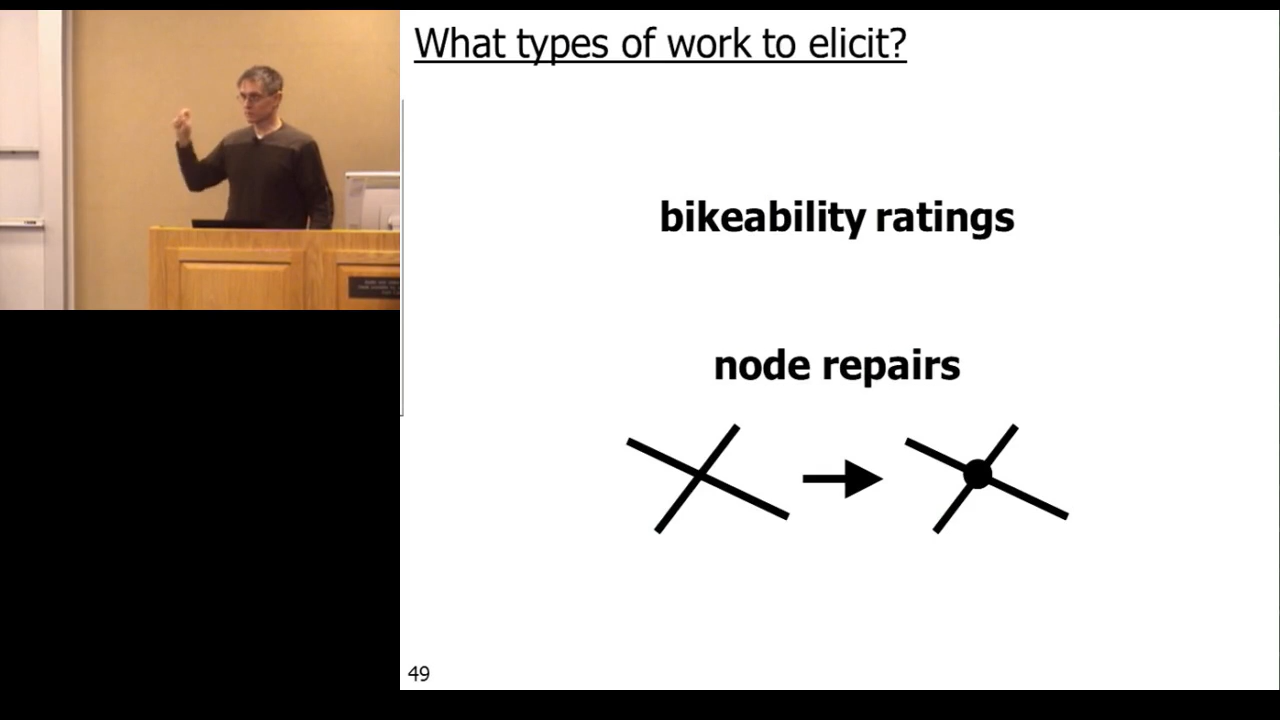 What types of work to elicit?
bikeability ratings
node repairs
49